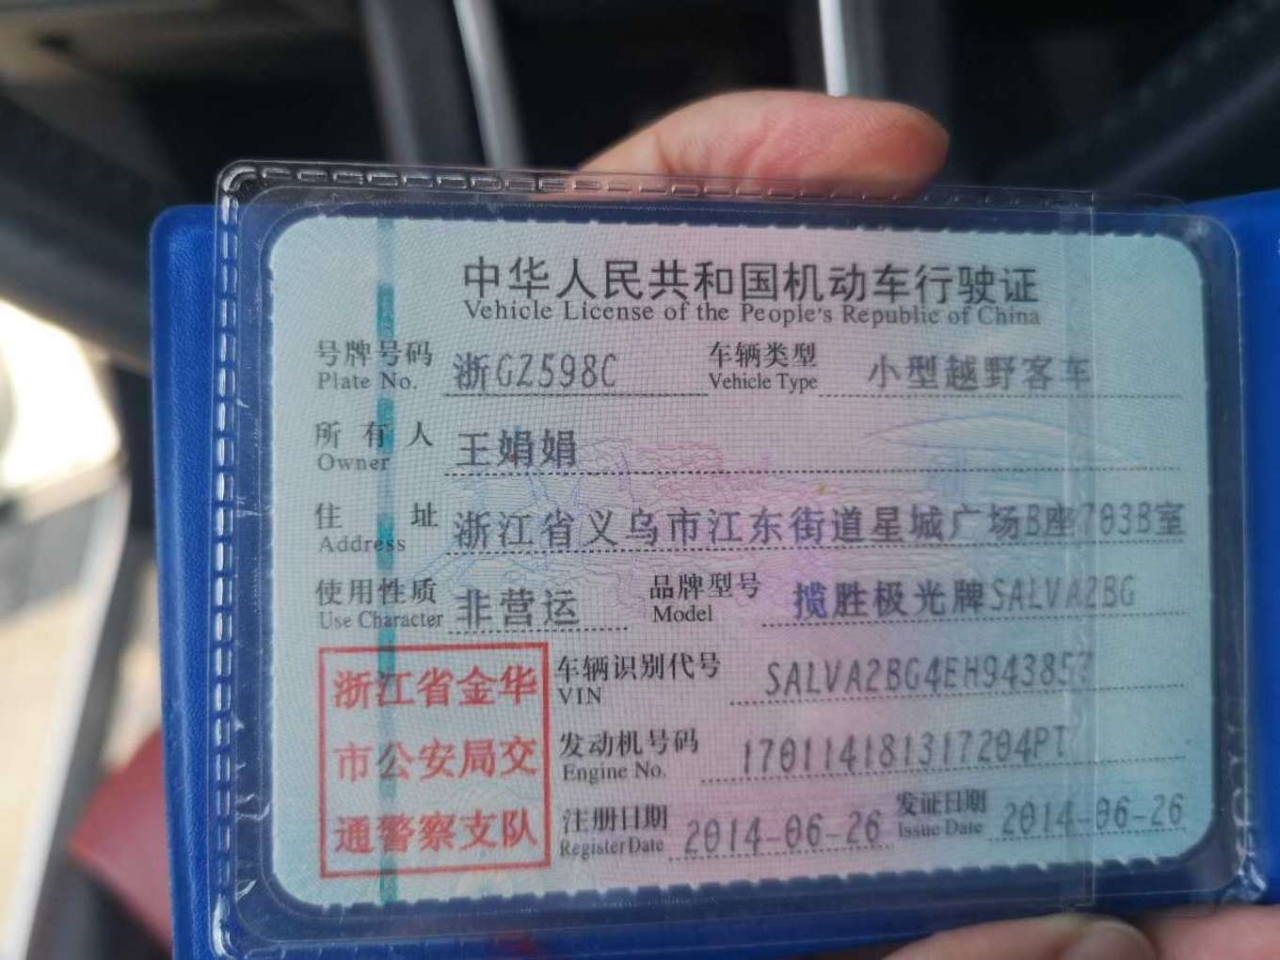 中华人民共和国机动车行驶证
Vehicle License of the People's Republic of China
号牌号码 浙GZ598C 车辆类型 小型越野客车
Plate No. Vehicle Type
所有人 王娟娟
Owner
住址 浙江省义乌市江东街道星城广场B座703B室
Address
使用性质 非营运 品牌型号 揽胜极光牌SALVA2BG
Use Character Model
浙江省金华
市公安局交
通警察支队
车辆识别代号 SALVA2BG4EH943857
VIN
发动机号码 170114181317204PT
Engine No.
注册日期 2014-06-26 发证日期 2014-06-26
Register Date Issue Date